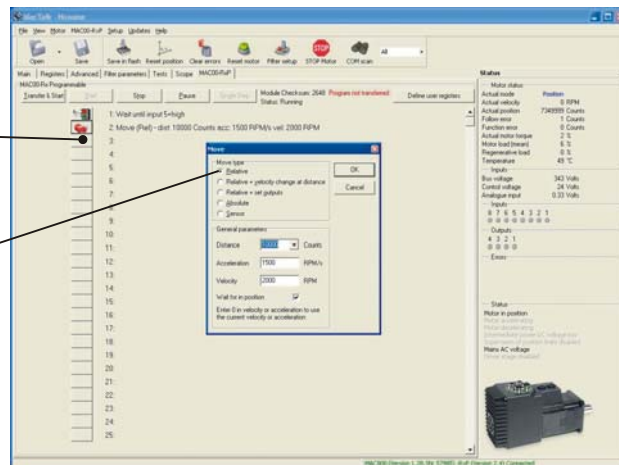 MacTalk - Noname
File View Motor MAC00-RxP Setup Updates Help
Open Save Save in flash Reset position Clear errors Reset motor Filter setup STOP Motor COM scan All
STOP
Main Registers Advanced Filter parameters Tests Scope MAC00-RxP
MAC00-Rx Programmable
Transfer & Start Start Stop Pause Single Step Module Checksum: 2648 Program not transferred Define user registers
Status: Running
1: Wait until input 5=high
2: Move (Rel) - dist: 10000 Counts acc: 1500 RPM/s vel: 2000 RPM
3:
4:
5:
6:
7:
8:
9:
10:
11:
12:
13:
14:
15:
16:
17:
18:
19:
20:
21:
22:
23:
24:
25:
Move
Move type
Relative
Relative + velocity change at distance
Relative + set outputs
Absolute
Sensor
OK
Cancel
General parameters
Distance 10000 Counts
Acceleration 1500 RPM/s
Velocity 2000 RPM
Wait for in position
Enter 0 in velocity or acceleration to use
the current velocity or acceleration
Status
Motor status
Actual mode Position
Actual velocity 0 RPM
Actual position 7349999 Counts
Follow error 1 Counts
Function error 0 Counts
Actual motor torque 2 %
Motor load (mean) 6 %
Regenerative load 0 %
Temperature 49 °C
Inputs
Bus voltage 343 Volts
Control voltage 24 Volts
Analogue input 0.33 Volts
Inputs
8 7 6 5 4 3 2 1
Outputs
4 3 2 1
Errors
Status
Motor in position
Motor accelerating
Motor decelerating
Mains AC voltage